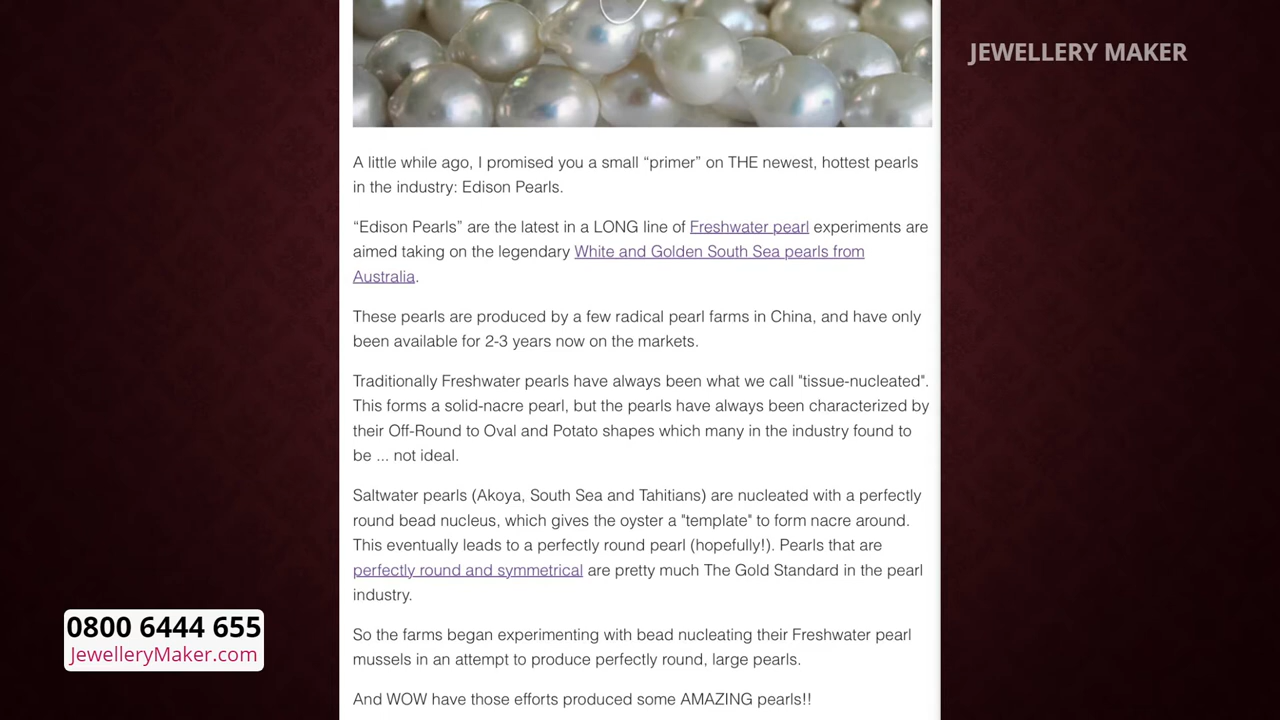 JEWELLERY MAKER
A little while ago, I promised you a small “primer” on THE newest, hottest pearls
in the industry: Edison Pearls.
“Edison Pearls” are the latest in a LONG line of Freshwater pearl experiments are
aimed taking on the legendary White and Golden South Sea pearls from
Australia.
These pearls are produced by a few radical pearl farms in China, and have only
been available for 2-3 years now on the markets.
Traditionally Freshwater pearls have always been what we call "tissue-nucleated".
This forms a solid-nacre pearl, but the pearls have always been characterized by
their Off-Round to Oval and Potato shapes which many in the industry found to
be ... not ideal.
Saltwater pearls (Akoya, South Sea and Tahitians) are nucleated with a perfectly
round bead nucleus, which gives the oyster a "template" to form nacre around.
This eventually leads to a perfectly round pearl (hopefully!). Pearls that are
perfectly round and symmetrical are pretty much The Gold Standard in the pearl
industry.
So the farms began experimenting with bead nucleating their Freshwater pearl
mussels in an attempt to produce perfectly round, large pearls.
And WOW have those efforts produced some AMAZING pearls!!
0800 6444 655
JewelleryMaker.com